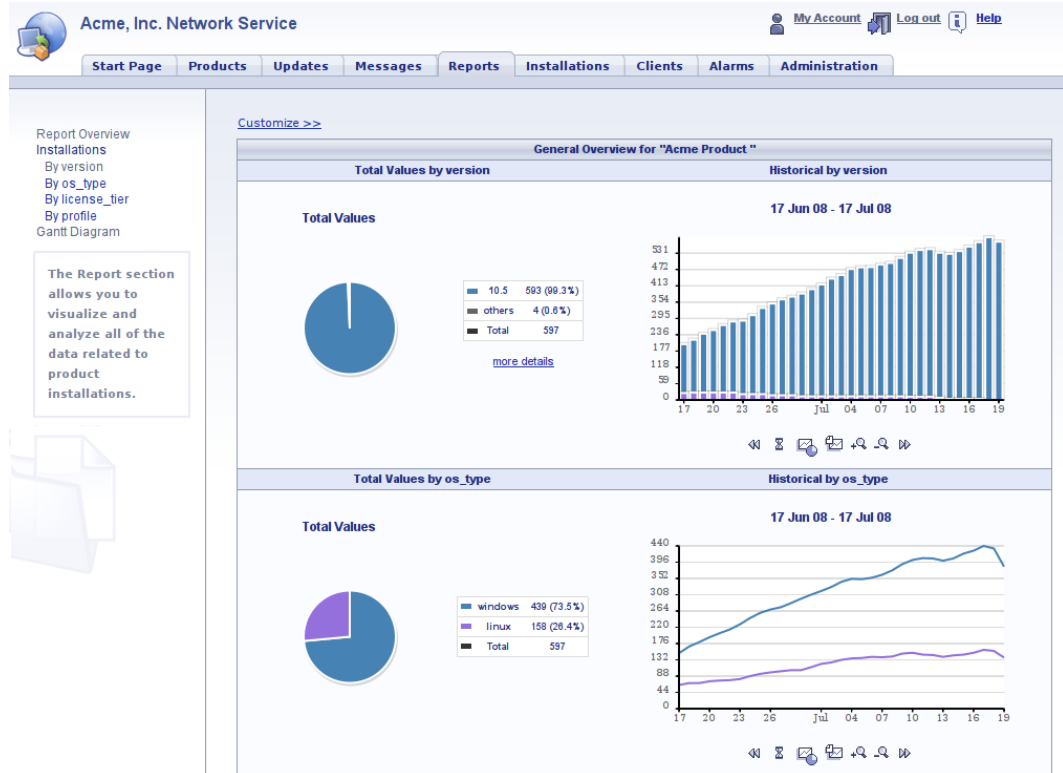 Acme, Inc. Network Service
My Account Log out Help
Start Page Products Updates Messages Reports Installations Clients Alarms Administration
Report Overview
Installations
By version
By os_type
By license_tier
By profile
Gantt Diagram
The Report section
allows you to
visualize and
analyze all of the
data related to
product
installations.
Customize >>
General Overview for "Acme Product "
Total Values by version Historical by version
Total Values
10.5 593 (99.3%)
others 4 (0.6%)
Total 597
more details
17 Jun 08 - 17 Jul 08
531
472
413
354
295
236
177
118
59
0
17 20 23 26 Jul 04 07 10 13 16 19
Total Values by os_type Historical by os_type
Total Values
windows 439 (73.5%)
linux 158 (26.4%)
Total 597
17 Jun 08 - 17 Jul 08
440
396
352
308
264
220
176
132
88
44
0
17 20 23 26 Jul 04 07 10 13 16 19